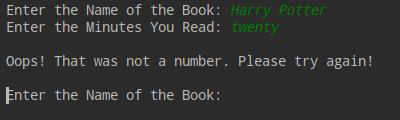 Enter the Name of the Book: Harry Potter
Enter the Minutes You Read: twenty
Oops! That was not a number. Please try again!
Enter the Name of the Book: